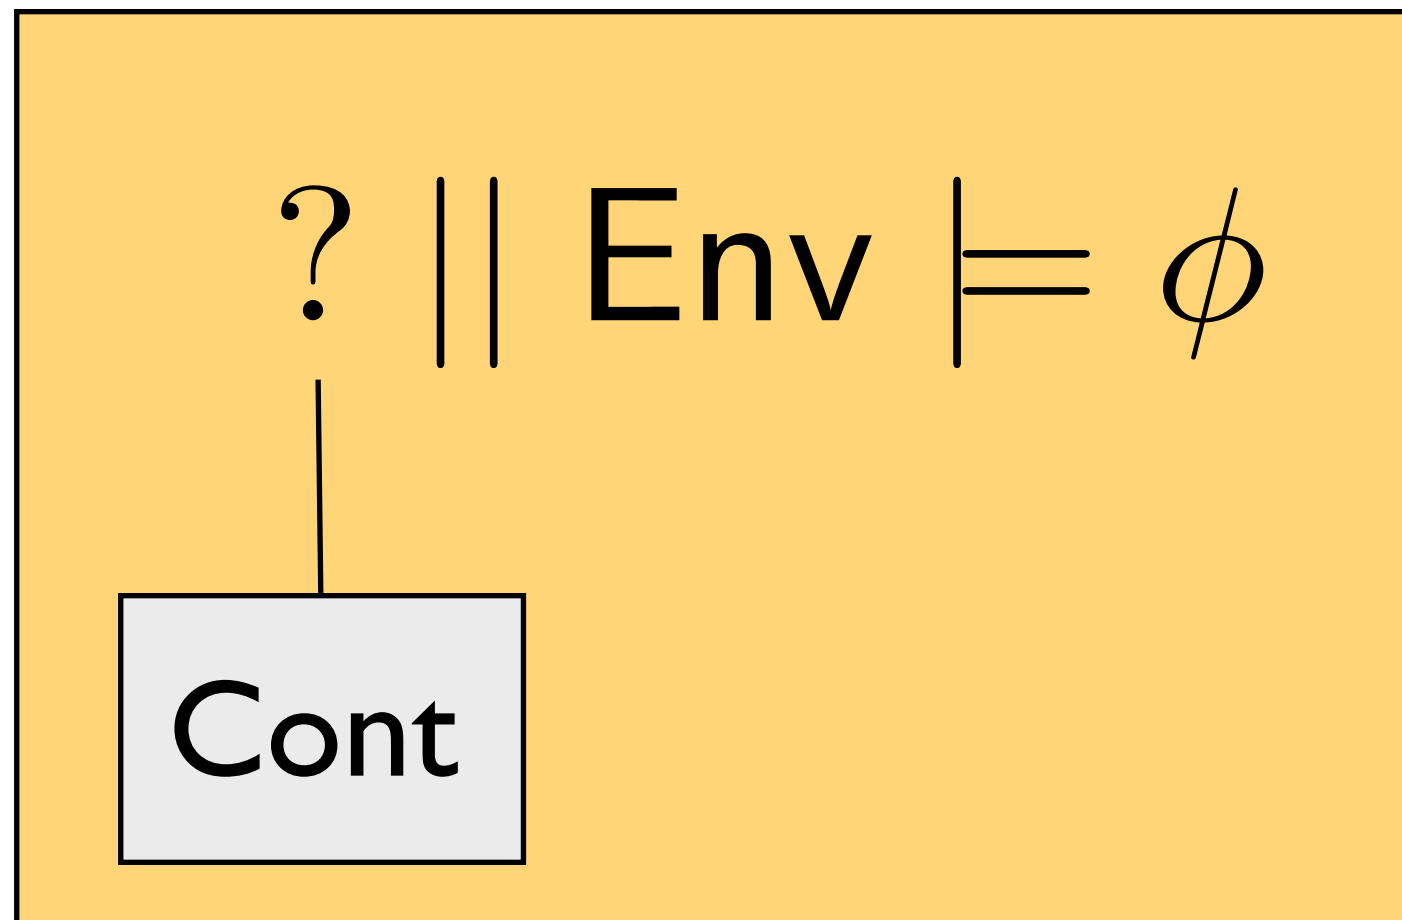 ? || Env ⊨ ϕ
Cont